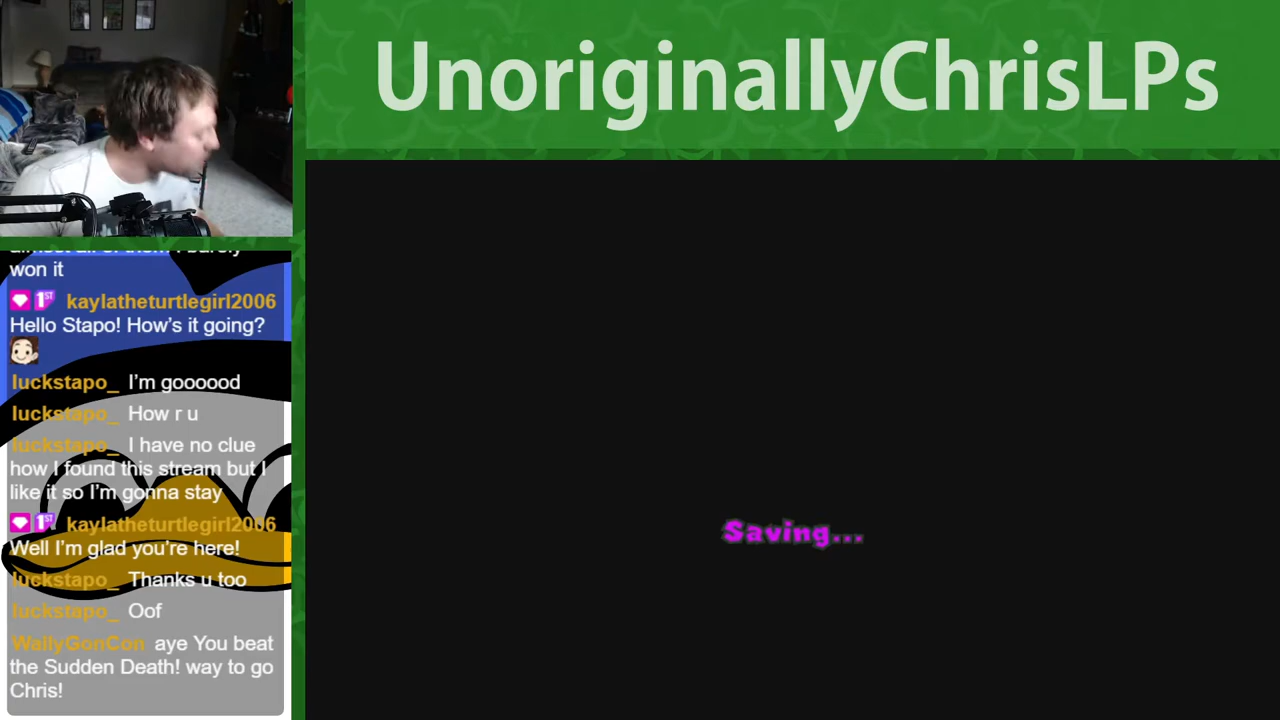 UnoriginallyChrisLPs
won it
1ST kaylatheturtlegirl2006
Hello Stapo! How's it going?
luckstapo_ I'm goooood
luckstapo_ How r u
luckstapo_ I have no clue
how I found this stream but I
like it so I'm gonna stay
1ST kaylatheturtlegirl2006
Well I'm glad you're here!
luckstapo_ Thanks u too
luckstapo_ Oof
WallyGonCon aye You beat
the Sudden Death! way to go
Chris!
Saving...